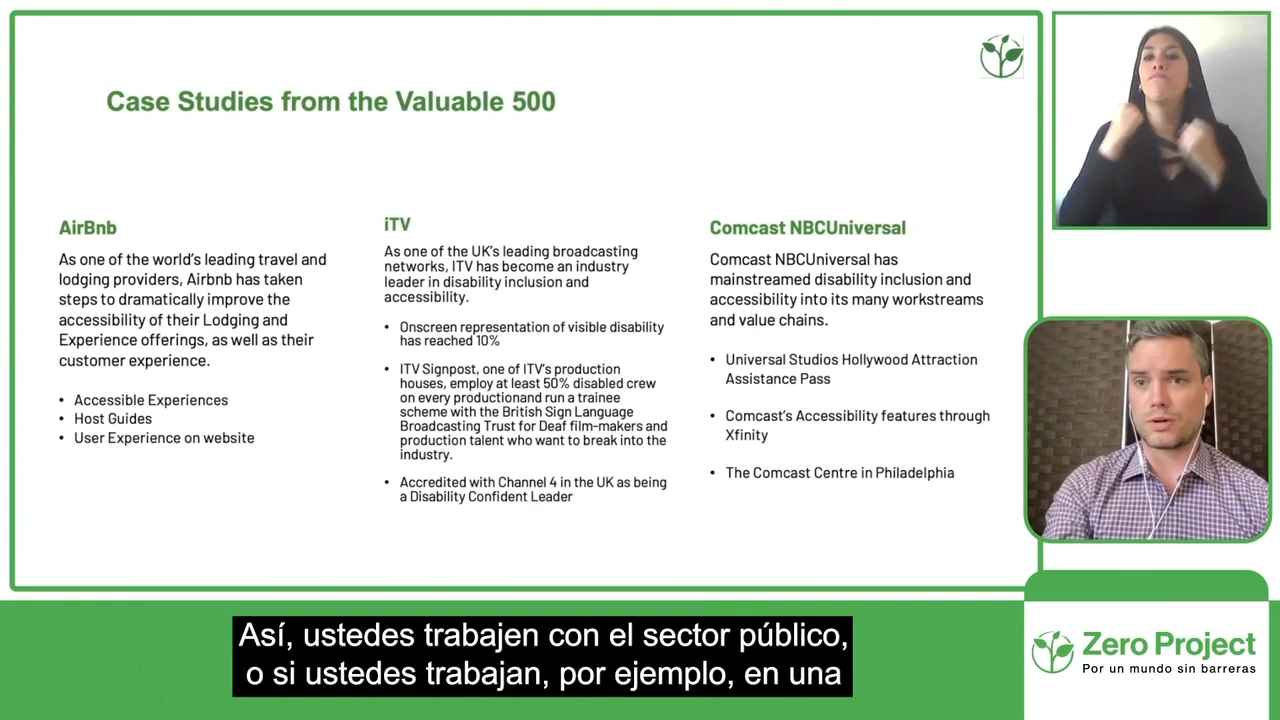 Case Studies from the Valuable 500
AirBnb
As one of the world's leading travel and
lodging providers, Airbnb has taken
steps to dramatically improve the
accessibility of their Lodging and
Experience offerings, as well as their
customer experience.
• Accessible Experiences
• Host Guides
• User Experience on website
iTV
As one of the UK's leading broadcasting
networks, ITV has become an industry
leader in disability inclusion and
accessibility.
• Onscreen representation of visible disability
has reached 10%
• ITV Signpost, one of ITV's production
houses, employ at least 50% disabled crew
on every productionand run a trainee
scheme with the British Sign Language
Broadcasting Trust for Deaf film-makers and
production talent who want to break into the
industry.
• Accredited with Channel 4 in the UK as being
a Disability Confident Leader
Comcast NBCUniversal
Comcast NBCUniversal has
mainstreamed disability inclusion and
accessibility into its many workstreams
and value chains.
• Universal Studios Hollywood Attraction
Assistance Pass
• Comcast's Accessibility features through
Xfinity
• The Comcast Centre in Philadelphia
Así, ustedes trabajen con el sector público,
o si ustedes trabajan, por ejemplo, en una
Zero Project
Por un mundo sin barreras